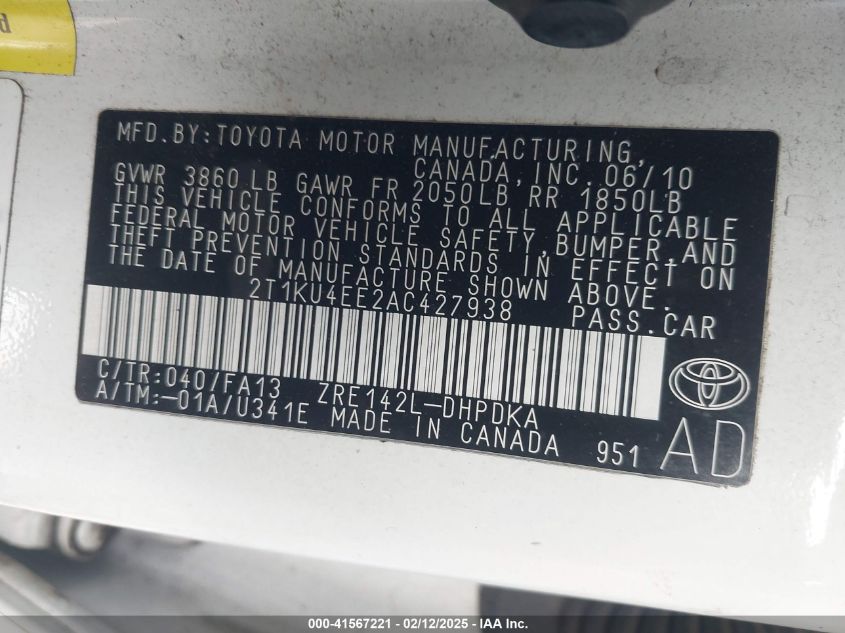 d
MFD.BY:TOYOTA MOTOR MANUFACTURING,
CANADA, INC. 06/10
GVWR 3860 LB GAWR FR 2050LB RR 1850LB
THIS VEHICLE CONFORMS TO ALL APPLICABLE
FEDERAL MOTOR VEHICLE SAFETY, BUMPER, AND
THEFT PREVENTION STANDARDS IN EFFECT ON
THE DATE OF MANUFACTURE SHOWN ABOVE.
2T1KU4EE2AC427938 PASS.CAR
C/TR:040/FA13 ZRE142L-DHPDKA
A/TM:-01A/U341E MADE IN CANADA 951 AD
000-41567221 - 02/12/2025 - IAA Inc.